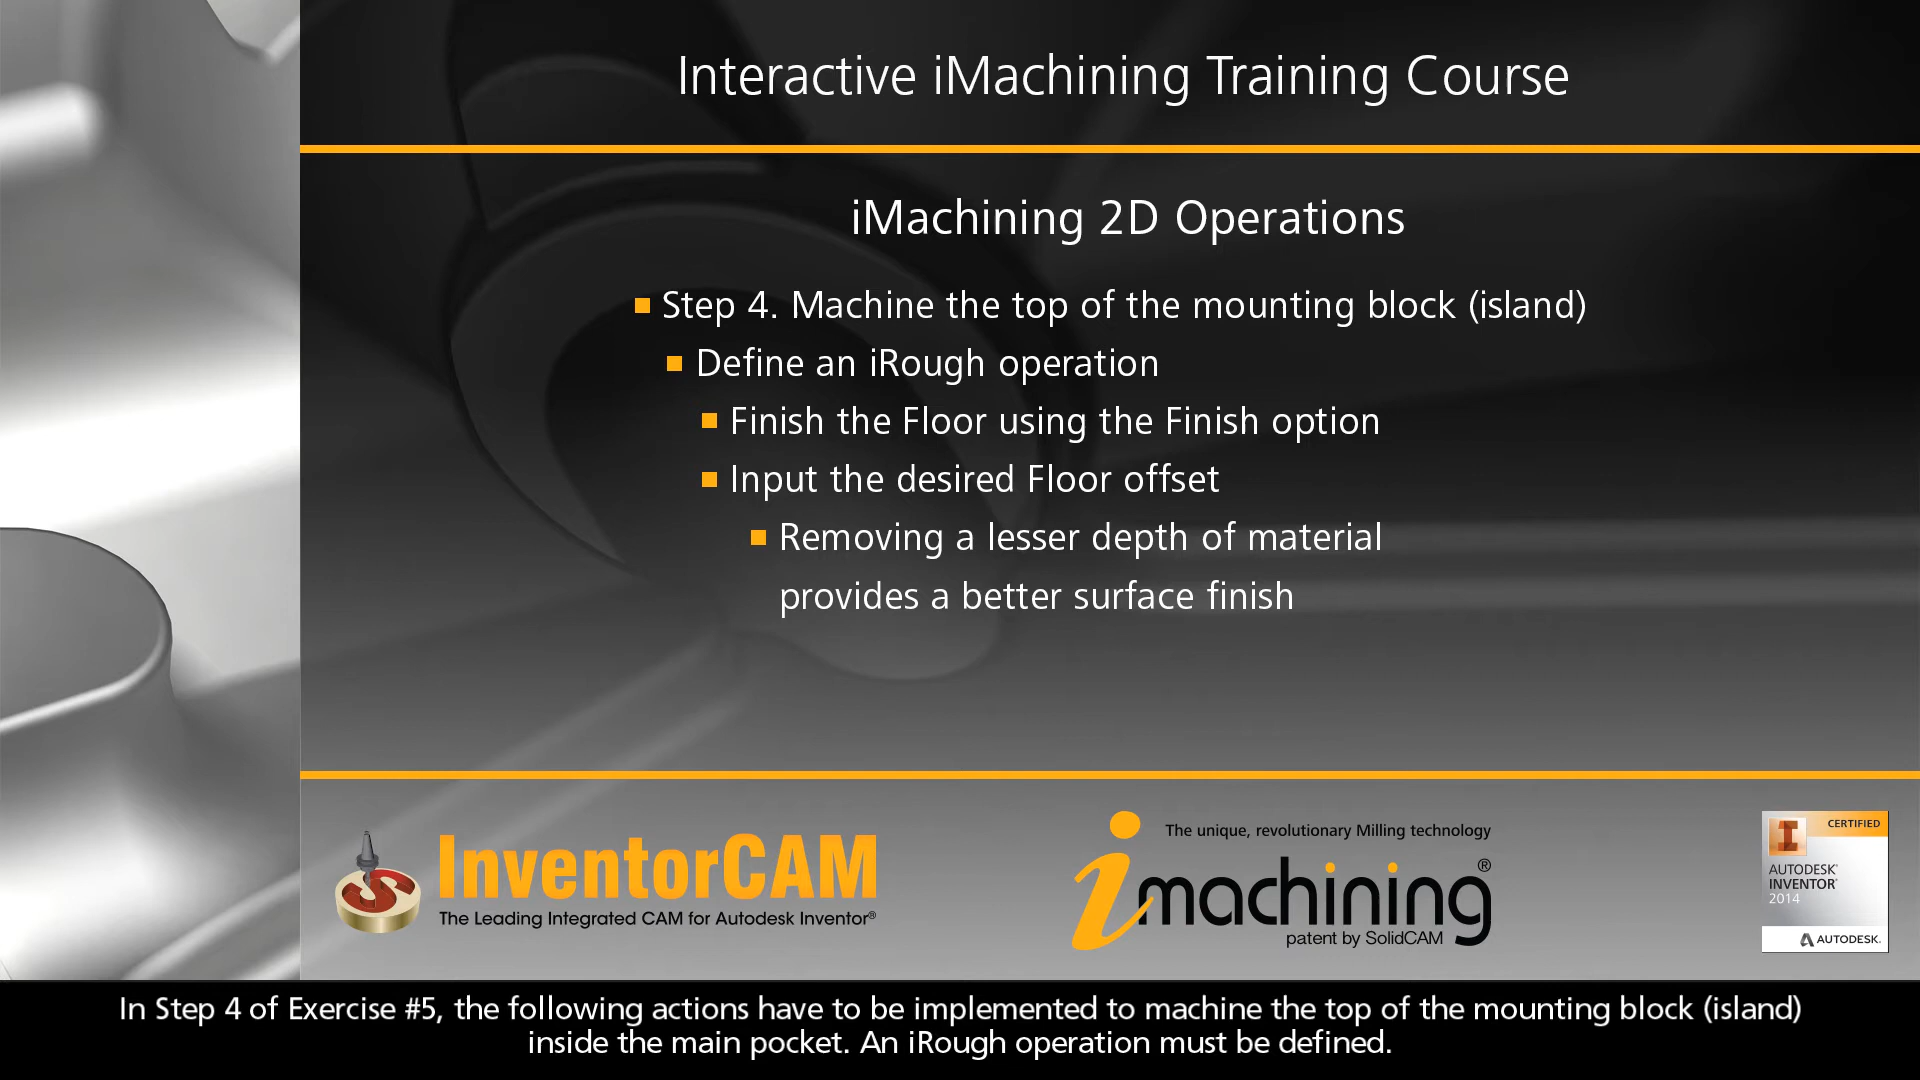 Interactive iMachining Training Course
iMachining 2D Operations
Step 4. Machine the top of the mounting block (island)
Define an iRough operation
Finish the Floor using the Finish option
Input the desired Floor offset
Removing a lesser depth of material
provides a better surface finish
InventorCAM
The Leading Integrated CAM for Autodesk Inventor®
The unique, revolutionary Milling technology
imachining®
patent by SolidCAM
CERTIFIED
AUTODESK®
INVENTOR®
2014
AUTODESK.
In Step 4 of Exercise #5, the following actions have to be implemented to machine the top of the mounting block (island)
inside the main pocket. An iRough operation must be defined.